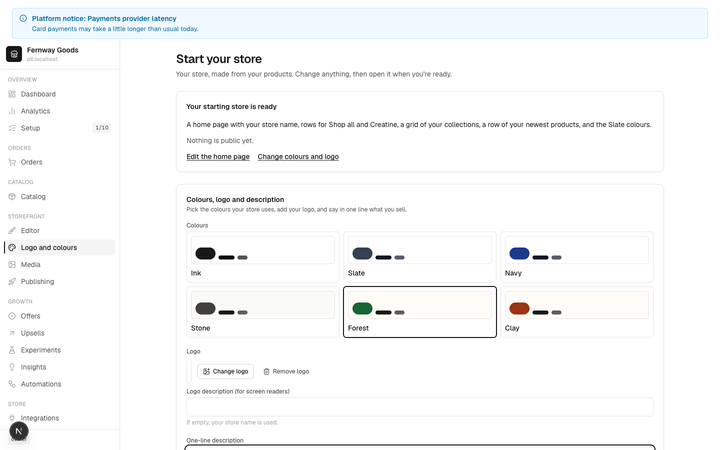 Platform notice: Payments provider latency
Card payments may take a little longer than usual today.
Fernway Goods
p8.localhost
OVERVIEW
Dashboard
Analytics
Setup 1/10
ORDERS
Orders
CATALOG
Catalog
STOREFRONT
Editor
Logo and colours
Media
Publishing
GROWTH
Offers
Upsells
Experiments
Insights
Automations
STORE
Integrations
N
Start your store
Your store, made from your products. Change anything, then open it when you're ready.
Your starting store is ready
A home page with your store name, rows for Shop all and Creatine, a grid of your collections, a row of your newest products, and the Slate colours.
Nothing is public yet.
Edit the home page Change colours and logo
Colours, logo and description
Pick the colours your store uses, add your logo, and say in one line what you sell.
Colours
Ink Slate Navy
Stone Forest Clay
Logo
Change logo Remove logo
Logo description (for screen readers)
If empty, your store name is used.
One-line description